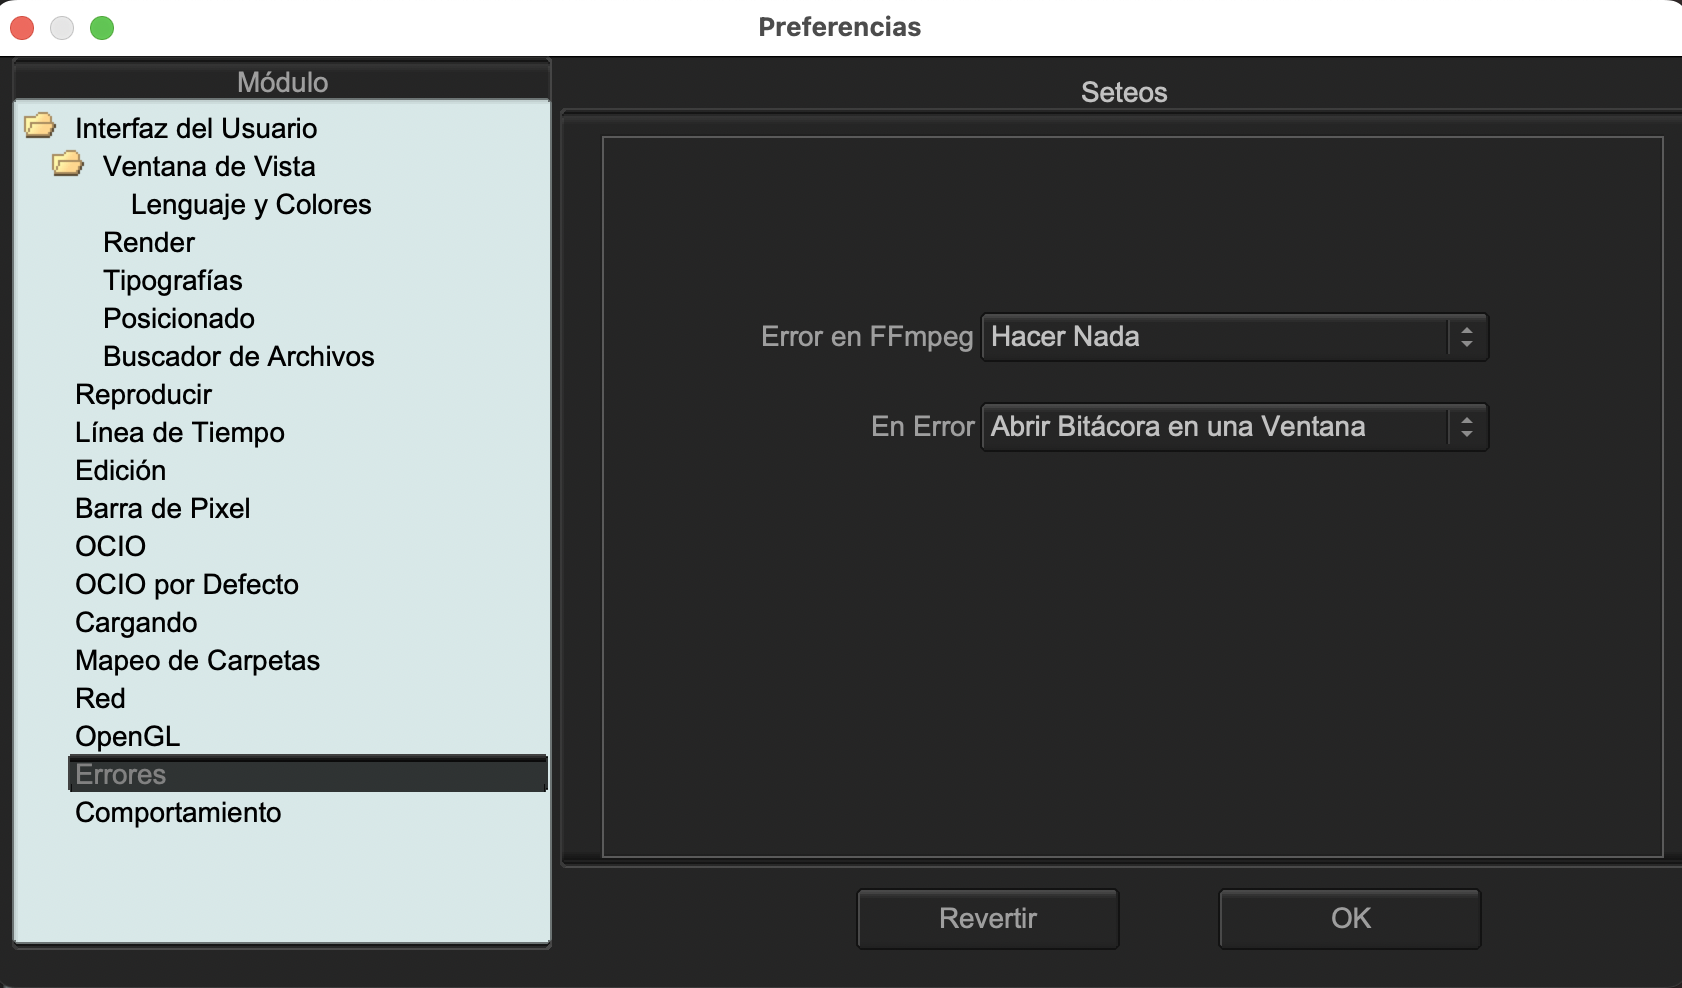 Preferencias
Módulo
Interfaz del Usuario
Ventana de Vista
Lenguaje y Colores
Render
Tipografías
Posicionado
Buscador de Archivos
Reproducir
Línea de Tiempo
Edición
Barra de Pixel
OCIO
OCIO por Defecto
Cargando
Mapeo de Carpetas
Red
OpenGL
Errores
Comportamiento
Seteos
Error en FFmpeg Hacer Nada
En Error Abrir Bitácora en una Ventana
Revertir OK